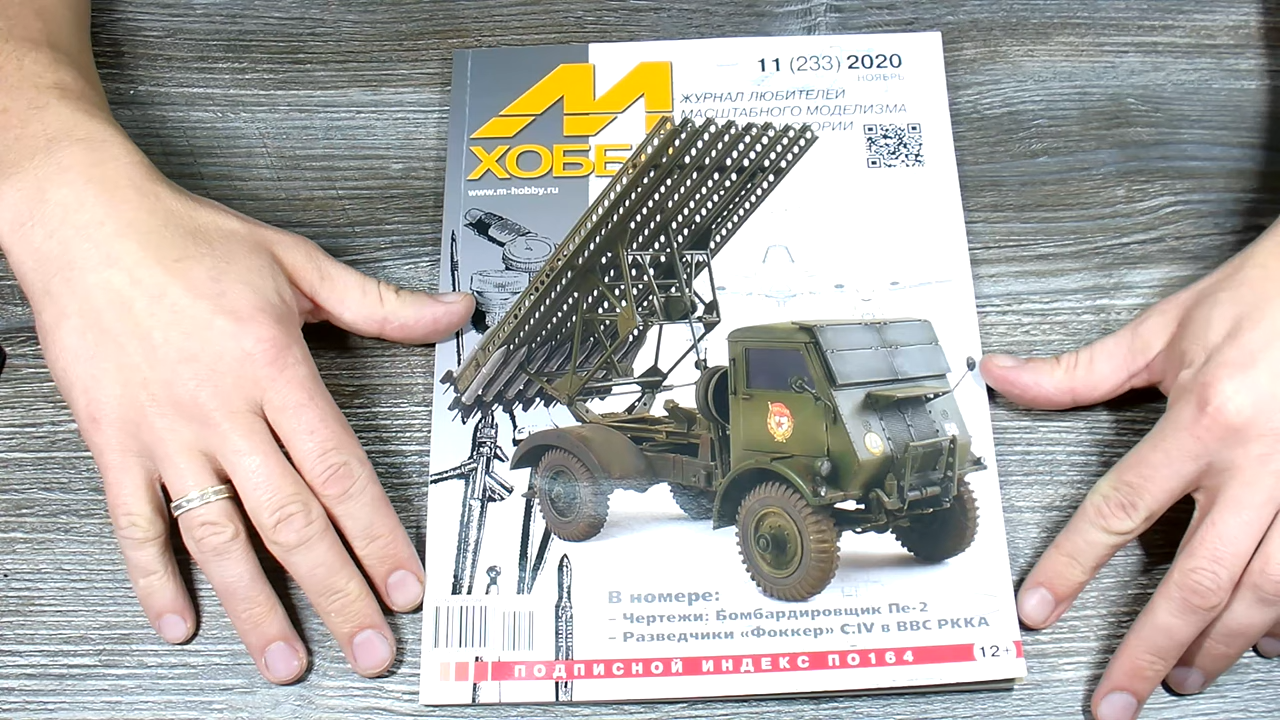 11 (233) 2020
НОЯБРЬ
М
ХОББ
ЖУРНАЛ ЛЮБИТЕЛЕЙ
МАСШТАБНОГО МОДЕЛИЗМА
www.m-hobby.ru
В номере:
– Чертежи: Бомбардировщик Пе-2
– Разведчики «Фоккер» C.IV в ВВС РККА
ПОДПИСНОЙ ИНДЕКС ПО164
12+